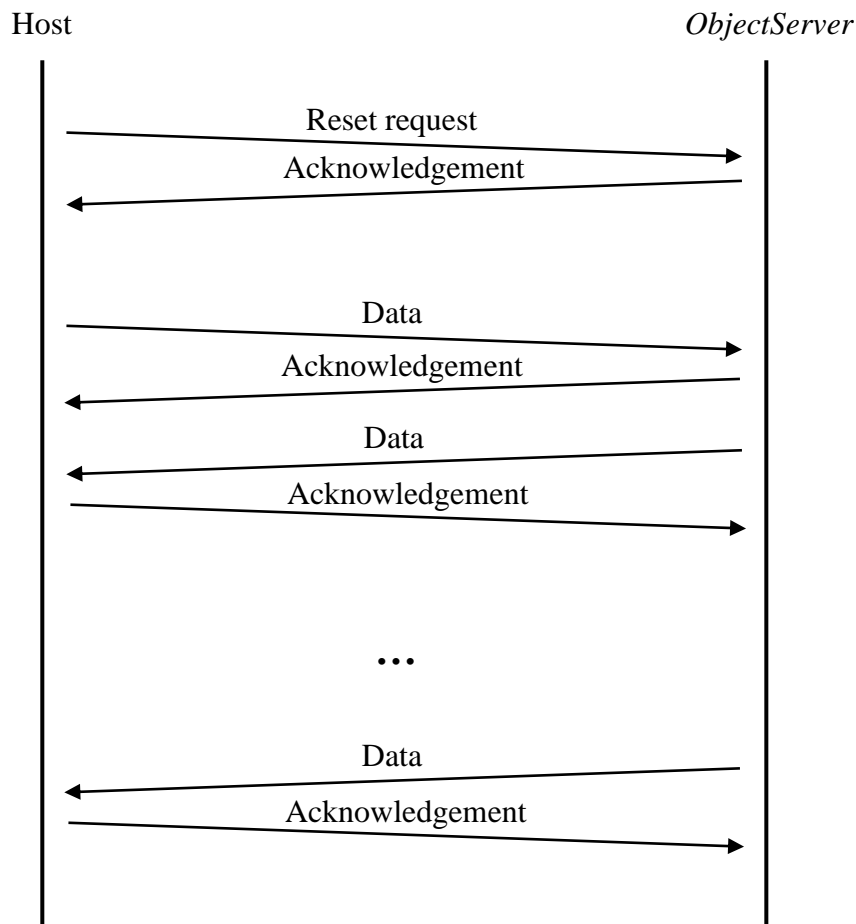 Host
ObjectServer
Reset request
Acknowledgement
Data
Acknowledgement
Data
Acknowledgement
...
Data
Acknowledgement